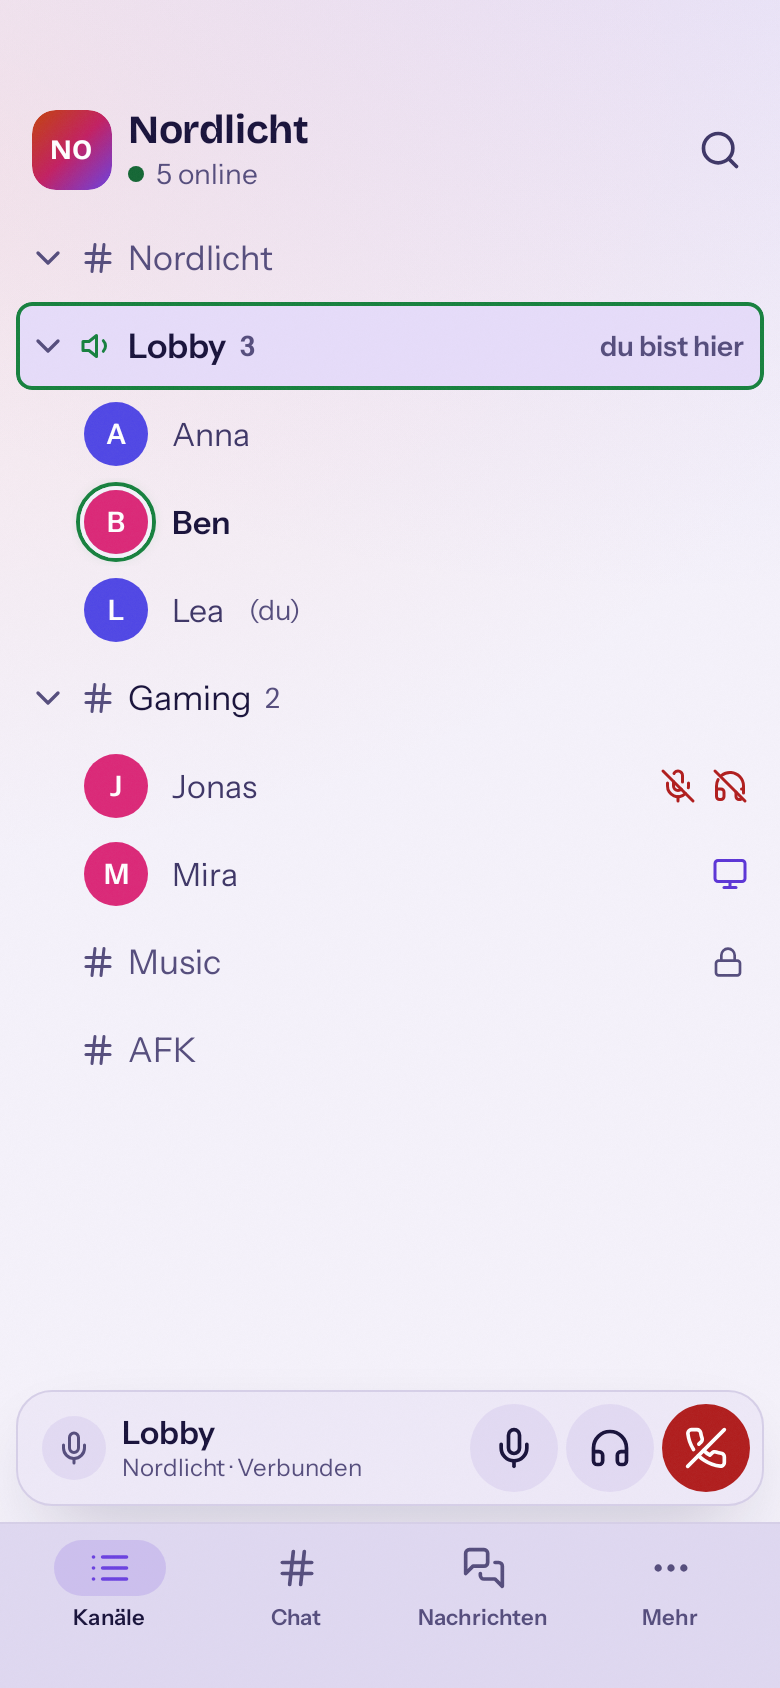 NO
Nordlicht
5 online
# Nordlicht
Lobby 3 du bist hier
A Anna
B Ben
L Lea (du)
# Gaming 2
J Jonas
M Mira
# Music
# AFK
Lobby
Nordlicht · Verbunden
Kanäle Chat Nachrichten Mehr